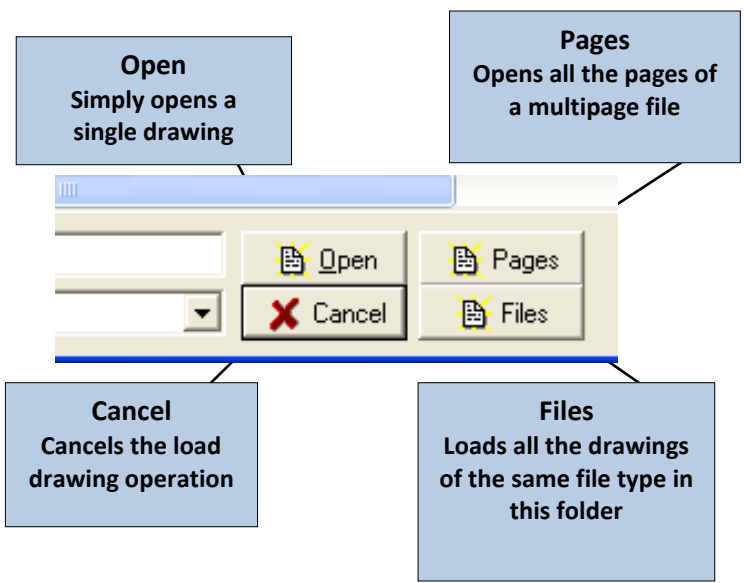 Open
Simply opens a
single drawing
Pages
Opens all the pages of
a multipage file
Open
Pages
Cancel
Files
Cancel
Cancels the load
drawing operation
Files
Loads all the drawings
of the same file type in
this folder